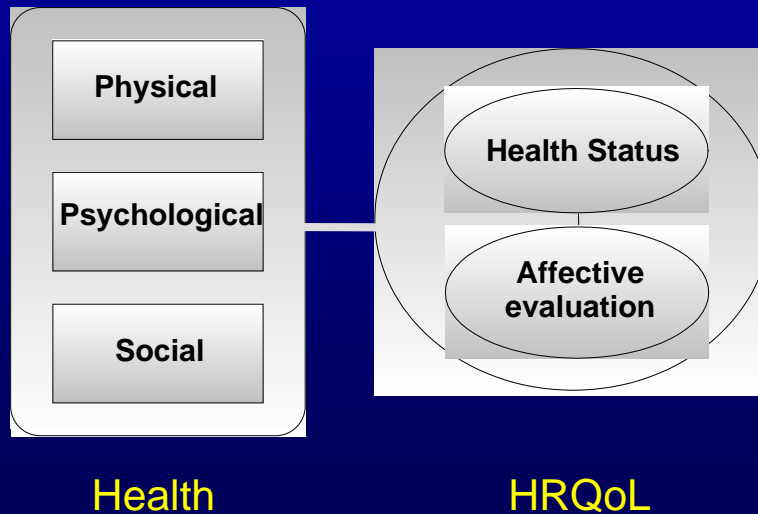 Physical
Psychological
Social
Health
Health Status
Affective
evaluation
HRQoL